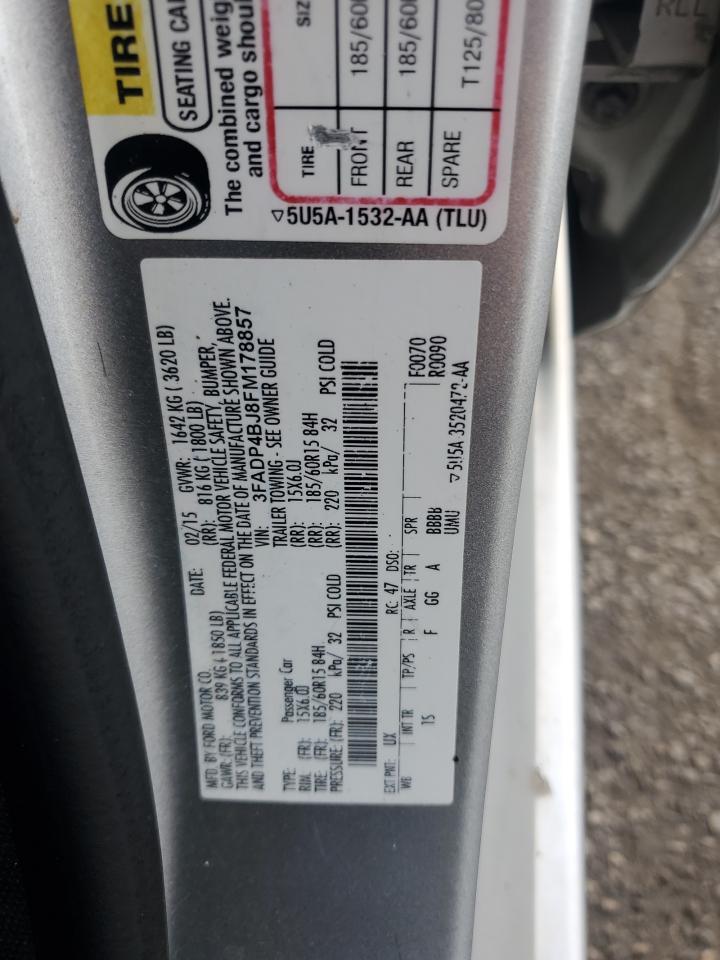 TIRE
SEATING CA
The combined weig
and cargo shoul
TIRE SIZ
FRONT 185/60
REAR 185/60
SPARE T125/80
5U5A-1532-AA (TLU)
MFD. BY FORD MOTOR CO.
DATE: 02/15 GVWR: 1642 KG ( 3620 LB)
GAWR: (FR): 839 KG ( 1850 LB) (RR): 816 KG ( 1800 LB)
THIS VEHICLE CONFORMS TO ALL APPLICABLE FEDERAL MOTOR VEHICLE SAFETY, BUMPER,
AND THEFT PREVENTION STANDARDS IN EFFECT ON THE DATE OF MANUFACTURE SHOWN ABOVE.
VIN: 3FADP4BJ8FM178857
TYPE: Passenger Car TRAILER TOWING - SEE OWNER GUIDE
RIM: (FR): 15X6.0J (RR): 15X6.0J
TIRE: (FR): 185/60R15 84H (RR): 185/60R15 84H
PRESSURE (FR): 220 kPa/ 32 PSI COLD (RR): 220 kPa/ 32 PSI COLD
EXT PNT: UX RC: 47 DSO: F0070
WB INT TR TP/PS R AXLE TR SPR R0090
15 F GG A BBBB
UMU 5U5A 3520472-AA